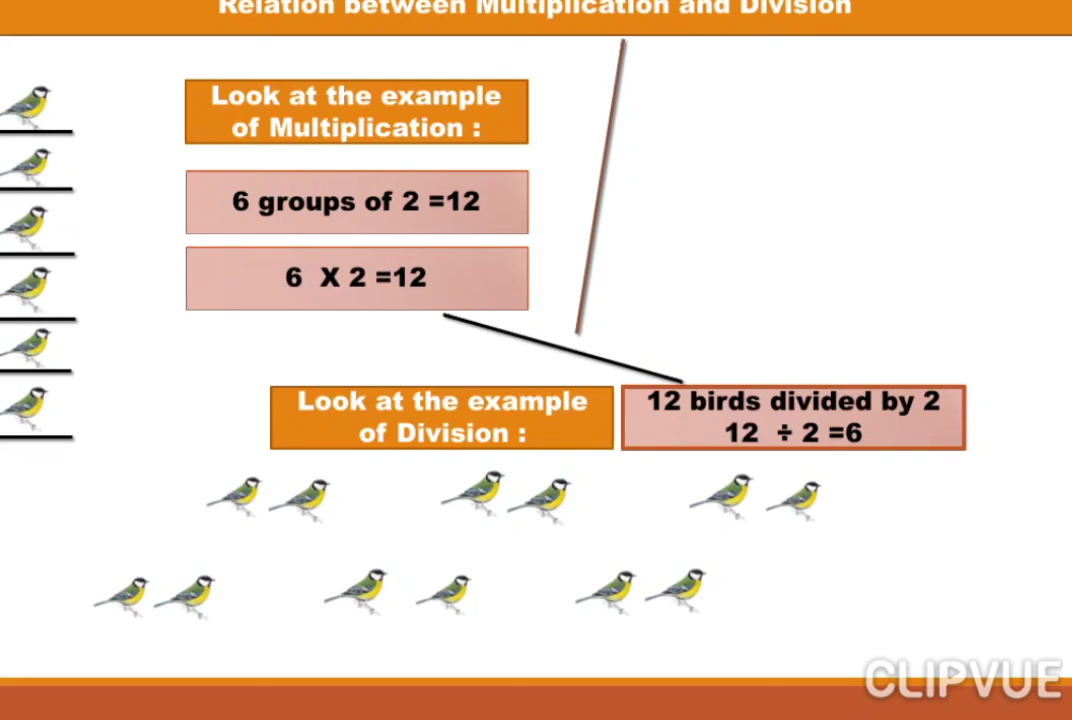 Relation between Multiplication and Division
Look at the example
of Multiplication :
6 groups of 2 =12
6 X 2 =12
Look at the example
of Division :
12 birds divided by 2
12 ÷ 2 =6
CLIPVUE